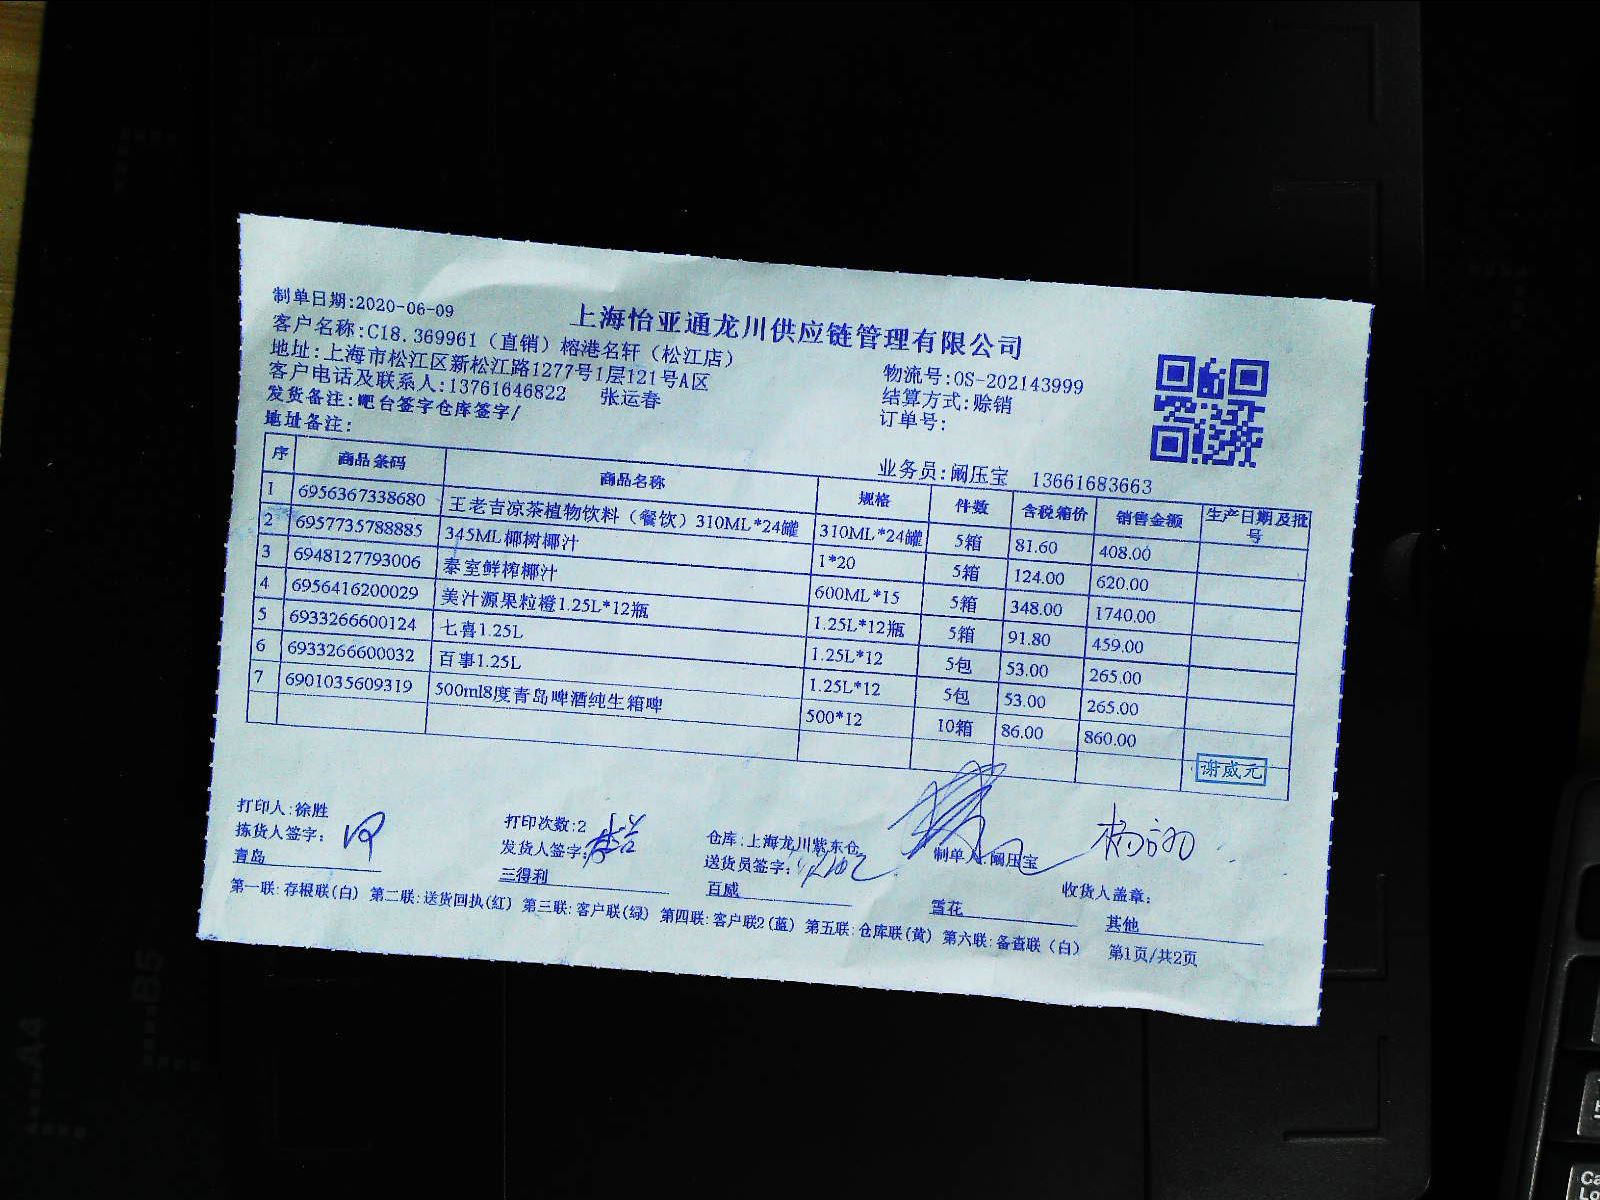 制单日期:2020-06-09
上海怡亚通龙川供应链管理有限公司
客户名称:C18.369961（直销）榕港名轩（松江店）
地址:上海市松江区新松江路1277号1层121号A区
客户电话及联系人:13761646822 张运春
发货备注:吧台签字仓库签字/
地址备注:
物流号:OS-202143999
结算方式:赊销
订单号:
业务员:阚压宝 13661683663
序 商品条码 商品名称 规格 件数 含税箱价 销售金额 生产日期及批号
1 6956367338680 王老吉凉茶植物饮料（餐饮）310ML*24罐 310ML*24罐 5箱 81.60 408.00
2 6957735788885 345ML椰树椰汁 1*20 5箱 124.00 620.00
3 6948127793006 泰室鲜榨椰汁 600ML*15 5箱 348.00 1740.00
4 6956416200029 美汁源果粒橙1.25L*12瓶 1.25L*12瓶 5箱 91.80 459.00
5 6933266600124 七喜1.25L 1.25L*12 5包 53.00 265.00
6 6933266600032 百事1.25L 1.25L*12 5包 53.00 265.00
7 6901035609319 500ml8度青岛啤酒纯生箱啤 500*12 10箱 86.00 860.00
谢威元
打印人:徐胜 打印次数:2 仓库:上海龙川紫东仓 制单人:阚压宝
拣货人签字: 发货人签字: 送货员签字: 收货人盖章:
青岛 三得利 百威 雪花 其他
第一联:存根联(白) 第二联:送货回执(红) 第三联:客户联(绿) 第四联:客户联2(蓝) 第五联:仓库联(黄) 第六联:备查联（白） 第1页/共2页
A4
B5